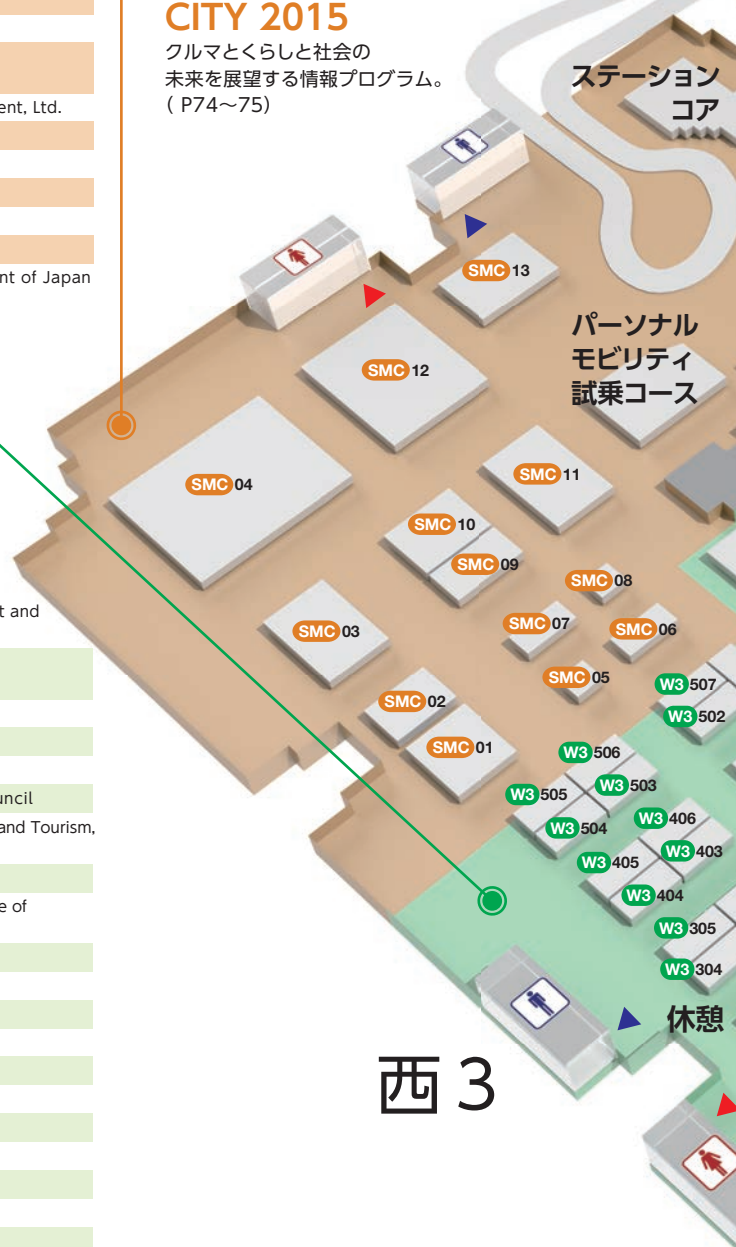 CITY 2015
クルマとくらしと社会の
未来を展望する情報プログラム。
( P74～75)
ent, Ltd.
nt of Japan
t and
uncil
and Tourism,
e of
ステーション
コア
パーソナル
モビリティ
試乗コース
SMC 13
SMC 12
SMC 04
SMC 11
SMC 10
SMC 09
SMC 08
SMC 07
SMC 06
SMC 03
SMC 05
SMC 02
SMC 01
W3 507
W3 502
W3 506
W3 503
W3 505
W3 504
W3 406
W3 403
W3 405
W3 404
W3 305
W3 304
休憩
西3